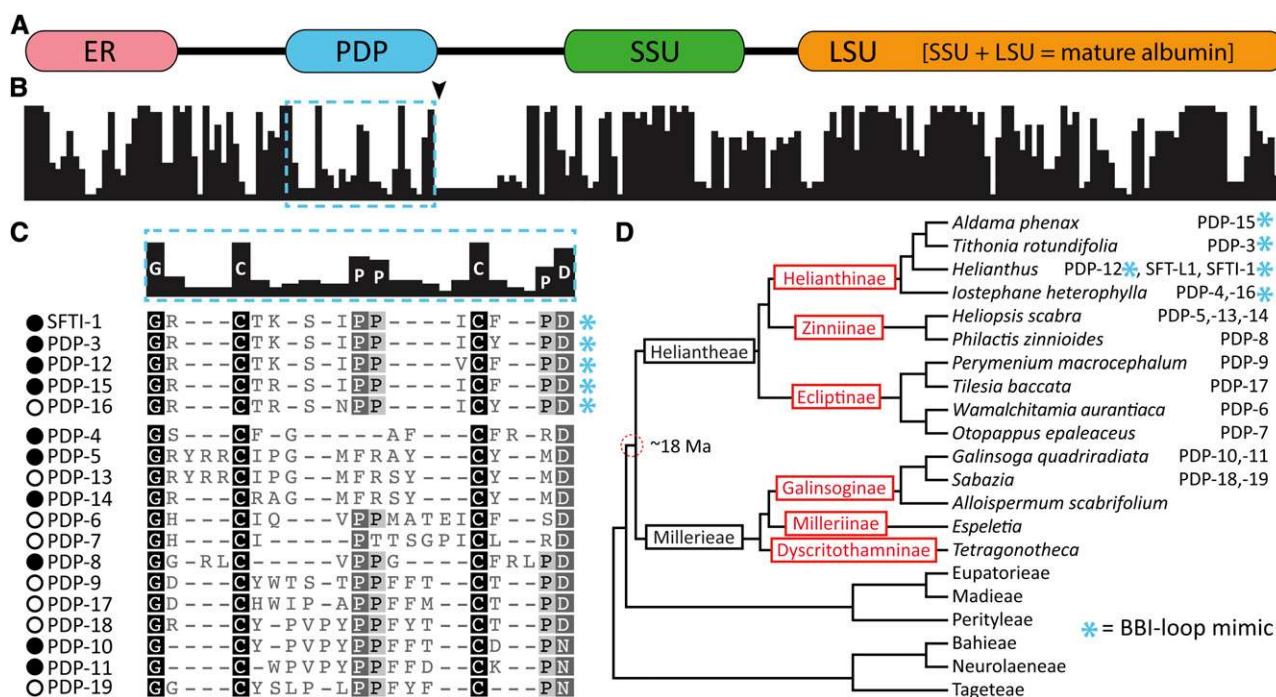 A
ER
PDP
SSU
LSU [SSU + LSU = mature albumin]
B
C
G C P P C P D
SFTI-1 GR---CTK-S-IPP----ICF--PD *
PDP-3 GR---CTK-S-IPP----ICY--PD *
PDP-12 GR---CTK-S-IPP----VCF--PD *
PDP-15 GR---CTR-S-IPP----ICF--PD *
PDP-16 GR---CTR-S-NPP----ICY--PD *
PDP-4 GS---CF-G-----AF---CFR-RD
PDP-5 GRYRRCIPG--MFRAY---CY--MD
PDP-13 GRYRRCIPG--MFRSY---CY--MD
PDP-14 G----CRAG--MFRSY---CY--MD
PDP-6 GH---CIQ---VPPMATEICF--SD
PDP-7 GH---CI-----PTTSGPICL--RD
PDP-8 G-GRLC-----VPPG----CFRLPD
PDP-9 GD---CYWTS-TPPFFT---CT--PD
PDP-17 GD---CHWIP-APPFFM---CT--PD
PDP-18 GR---CY-PVPYPPFYT---CT--PD
PDP-10 G----CY-PVPYPPFFT---CD--PN
PDP-11 G----C-WPVPYPPFFD---CK--PN
PDP-19 GG---CYSLP-LPPFYF---C---PN
D
Aldama phenax PDP-15*
Tithonia rotundifolia PDP-3*
Helianthus PDP-12*, SFT-L1, SFTI-1*
Iostephane heterophylla PDP-4,-16*
Heliopsis scabra PDP-5,-13,-14
Philactis zinnioides PDP-8
Perymenium macrocephalum PDP-9
Tilesia baccata PDP-17
Wamalchitamia aurantiaca PDP-6
Otopappus epaleaceus PDP-7
Galinsoga quadriradiata PDP-10,-11
Sabazia PDP-18,-19
Alloispermum scabrifolium
Espeletia
Tetragonotheca
Eupatorieae
Madieae
Perityleae
Bahieae
Neurolaeneae
Tageteae
Helianthinae
Zinniinae
Heliantheae
Ecliptinae
~18 Ma
Galinsoginae
Milleriinae
Millerieae
Dyscritothamninae
* = BBI-loop mimic